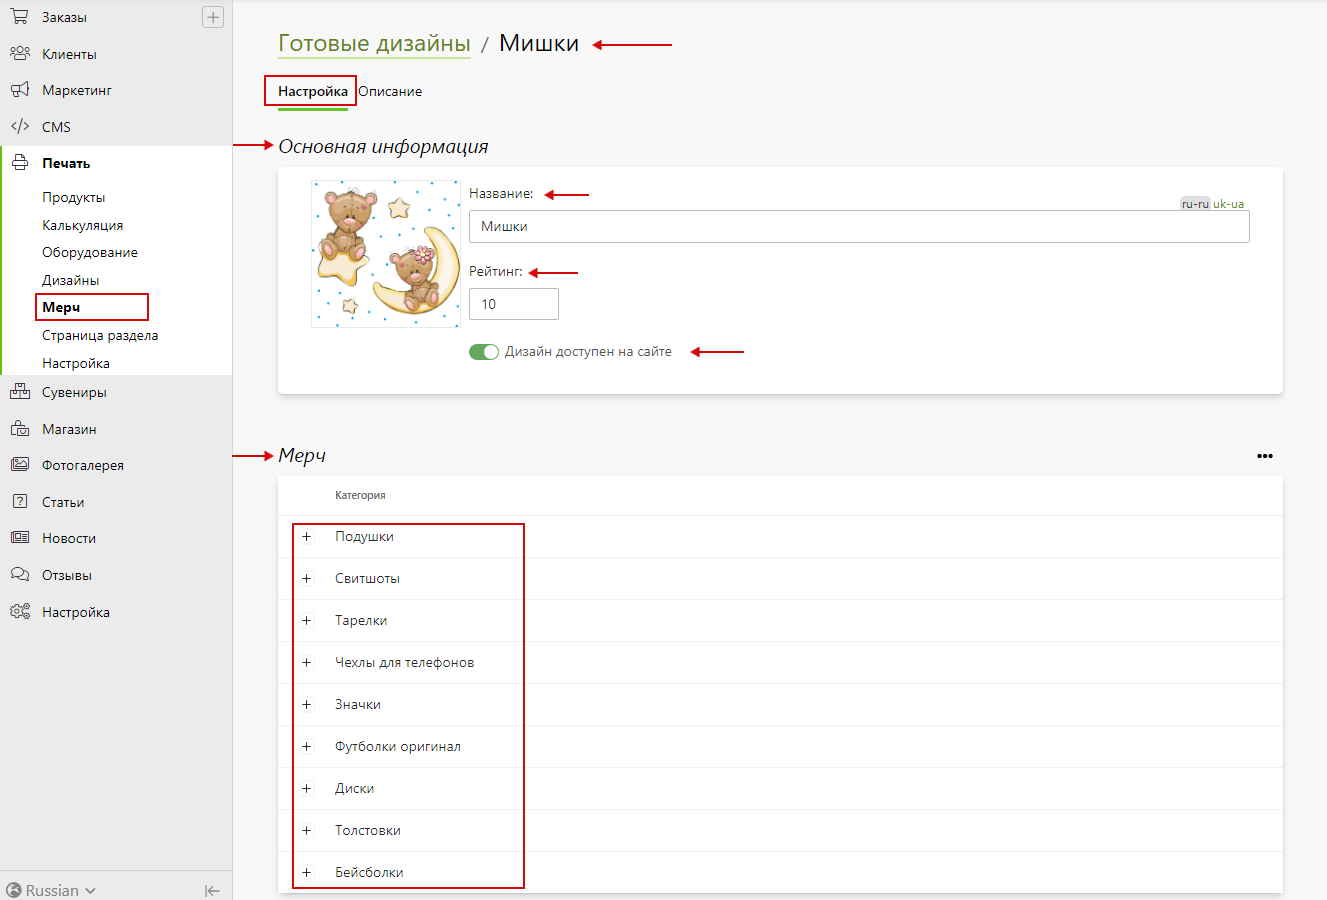 Заказы
Клиенты
Маркетинг
CMS
Печать
Продукты
Калькуляция
Оборудование
Дизайны
Мерч
Страница раздела
Настройка
Сувениры
Магазин
Фотогалерея
Статьи
Новости
Отзывы
Настройка
Russian
Готовые дизайны / Мишки
Настройка Описание
Основная информация
Название:
ru-ru uk-ua
Мишки
Рейтинг:
10
Дизайн доступен на сайте
Мерч
Категория
+ Подушки
+ Свитшоты
+ Тарелки
+ Чехлы для телефонов
+ Значки
+ Футболки оригинал
+ Диски
+ Толстовки
+ Бейсболки